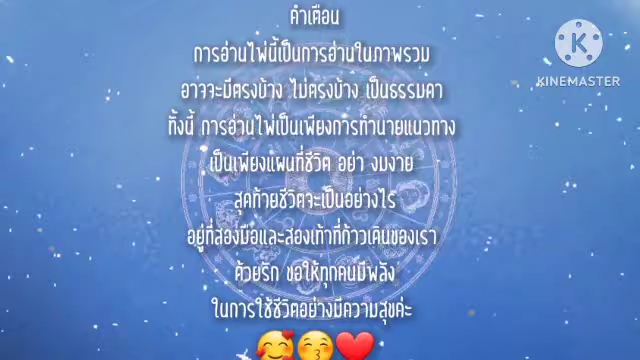 คำเตือน
การอ่านไพ่นี้เป็นการอ่านในภาพรวม
อาจจะมีตรงบ้าง ไม่ตรงบ้าง เป็นธรรมดา
ทั้งนี้ การอ่านไพ่เป็นเพียงการทำนายแนวทาง
เป็นเพียงแผนที่ชีวิต อย่า งมงาย
สุดท้ายชีวิตจะเป็นอย่างไร
อยู่ที่สองมือและสองเท้าที่ก้าวเดินของเรา
ด้วยรัก ขอให้ทุกคนมีพลัง
ในการใช้ชีวิตอย่างมีความสุขค่ะ
🥰😚❤️
K
KINEMASTER